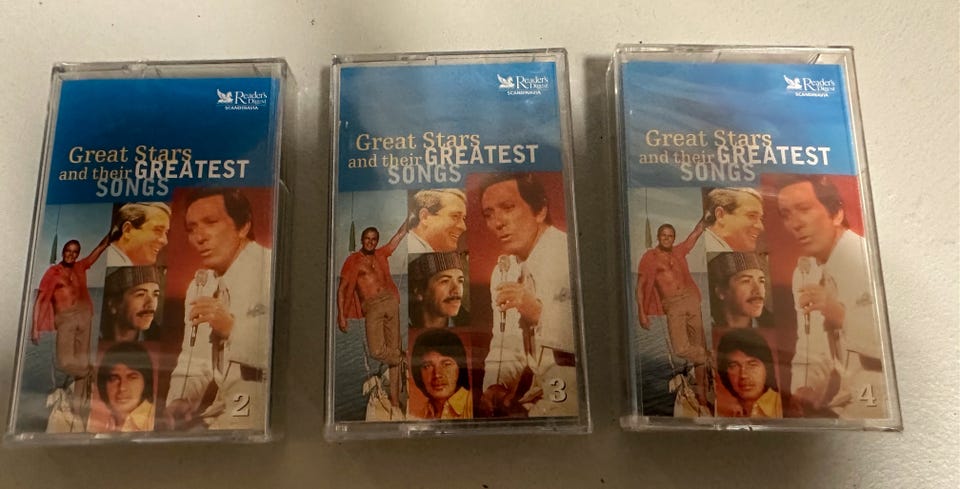 Reader's
Digest
SCANDINAVIA
Great Stars
and their GREATEST
SONGS
2
Reader's
Digest
SCANDINAVIA
Great Stars
and their GREATEST
SONGS
3
Reader's
Digest
SCANDINAVIA
Great Stars
and their GREATEST
SONGS
4